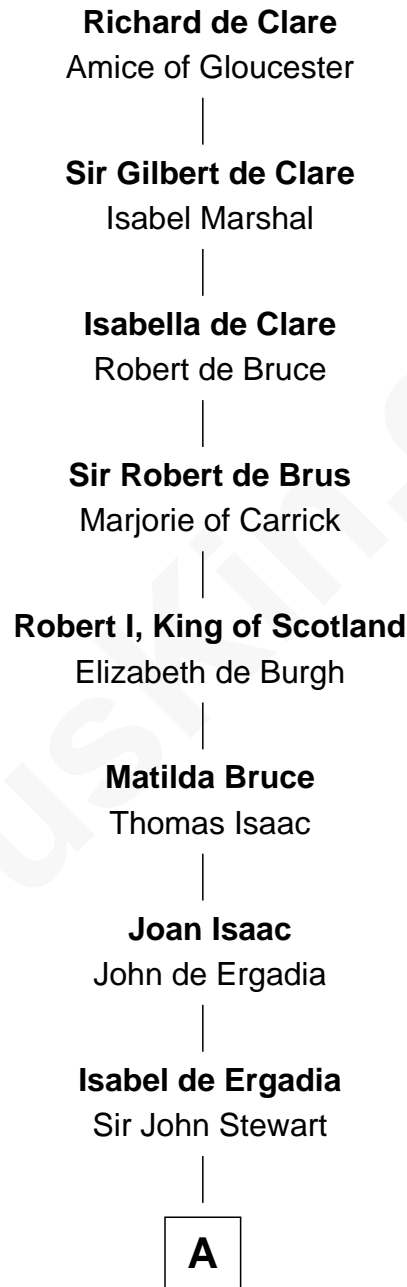 Richard de Clare
Amice of Gloucester
Sir Gilbert de Clare
Isabel Marshal
Isabella de Clare
Robert de Bruce
Sir Robert de Brus
Marjorie of Carrick
Robert I, King of Scotland
Elizabeth de Burgh
Matilda Bruce
Thomas Isaac
Joan Isaac
John de Ergadia
Isabel de Ergadia
Sir John Stewart
A